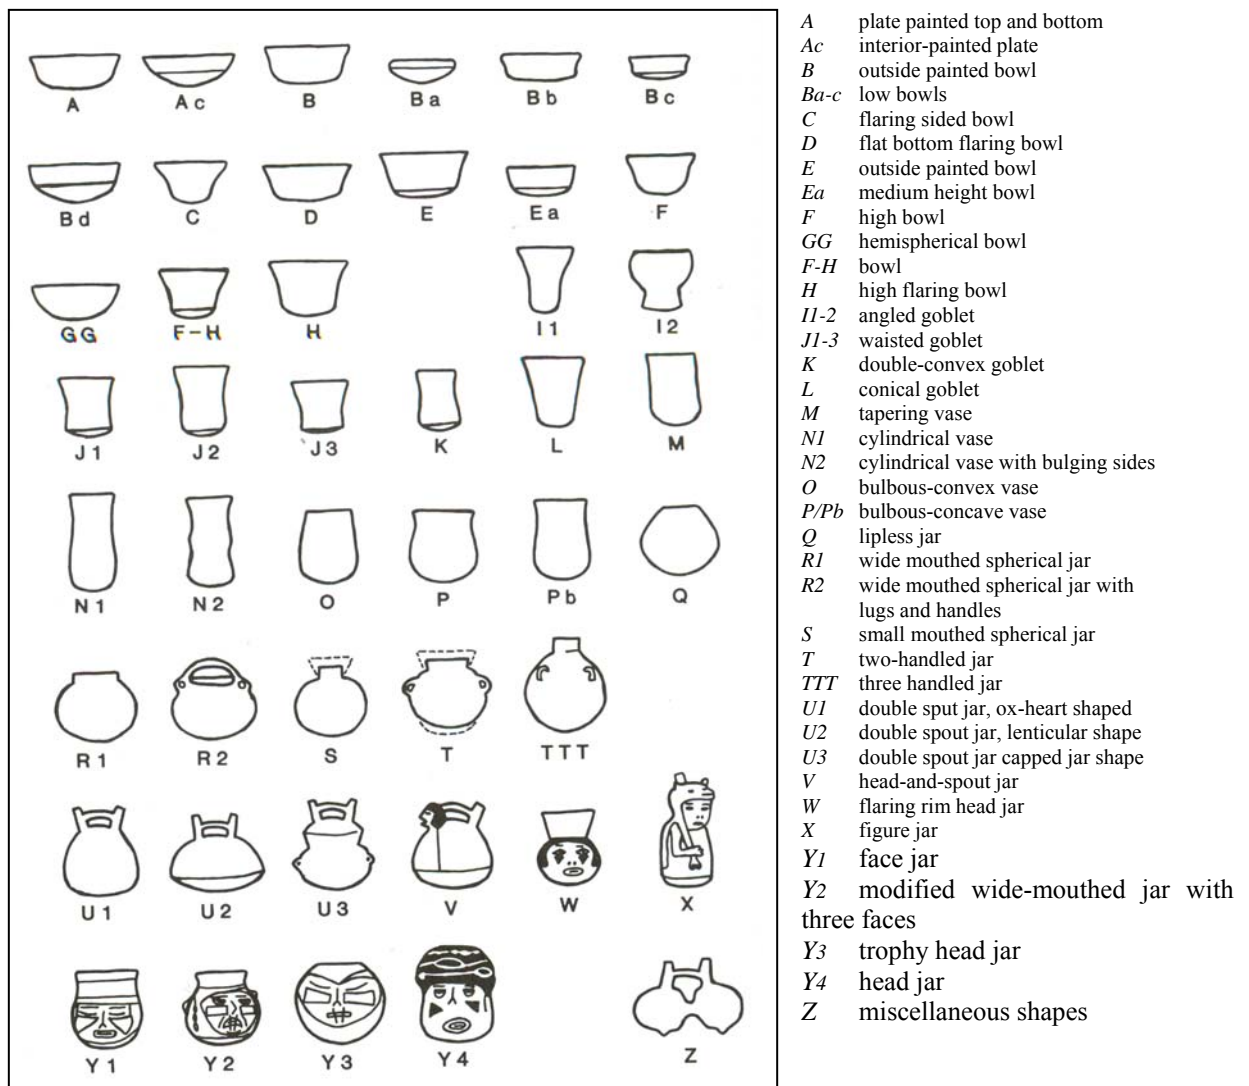 A Ac B Ba Bb Bc
Bd C D E Ea F
GG F-H H I1 I2
J1 J2 J3 K L M
N1 N2 O P Pb Q
R1 R2 S T TTT
U1 U2 U3 V W X
Y1 Y2 Y3 Y4 Z
A plate painted top and bottom
Ac interior-painted plate
B outside painted bowl
Ba-c low bowls
C flaring sided bowl
D flat bottom flaring bowl
E outside painted bowl
Ea medium height bowl
F high bowl
GG hemispherical bowl
F-H bowl
H high flaring bowl
I1-2 angled goblet
J1-3 waisted goblet
K double-convex goblet
L conical goblet
M tapering vase
N1 cylindrical vase
N2 cylindrical vase with bulging sides
O bulbous-convex vase
P/Pb bulbous-concave vase
Q lipless jar
R1 wide mouthed spherical jar
R2 wide mouthed spherical jar with
lugs and handles
S small mouthed spherical jar
T two-handled jar
TTT three handled jar
U1 double sput jar, ox-heart shaped
U2 double spout jar, lenticular shape
U3 double spout jar capped jar shape
V head-and-spout jar
W flaring rim head jar
X figure jar
Y1 face jar
Y2 modified wide-mouthed jar with
three faces
Y3 trophy head jar
Y4 head jar
Z miscellaneous shapes